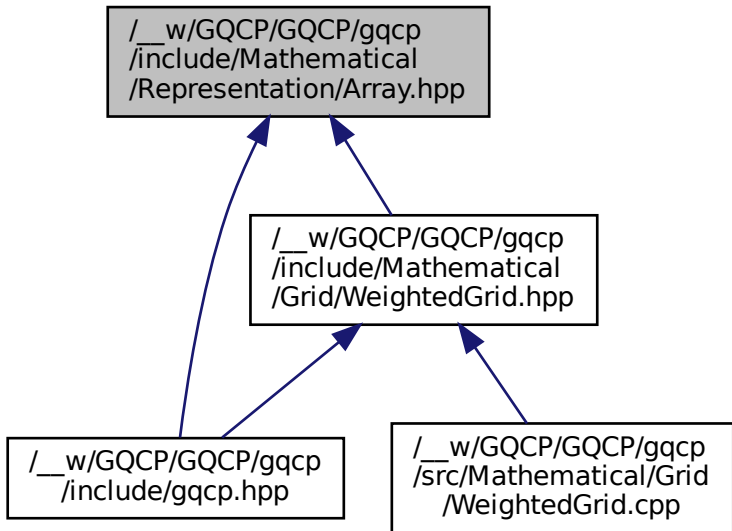 /__w/GQCP/GQCP/gqcp
/include/Mathematical
/Representation/Array.hpp
/__w/GQCP/GQCP/gqcp
/include/Mathematical
/Grid/WeightedGrid.hpp
/__w/GQCP/GQCP/gqcp
/include/gqcp.hpp
/__w/GQCP/GQCP/gqcp
/src/Mathematical/Grid
/WeightedGrid.cpp